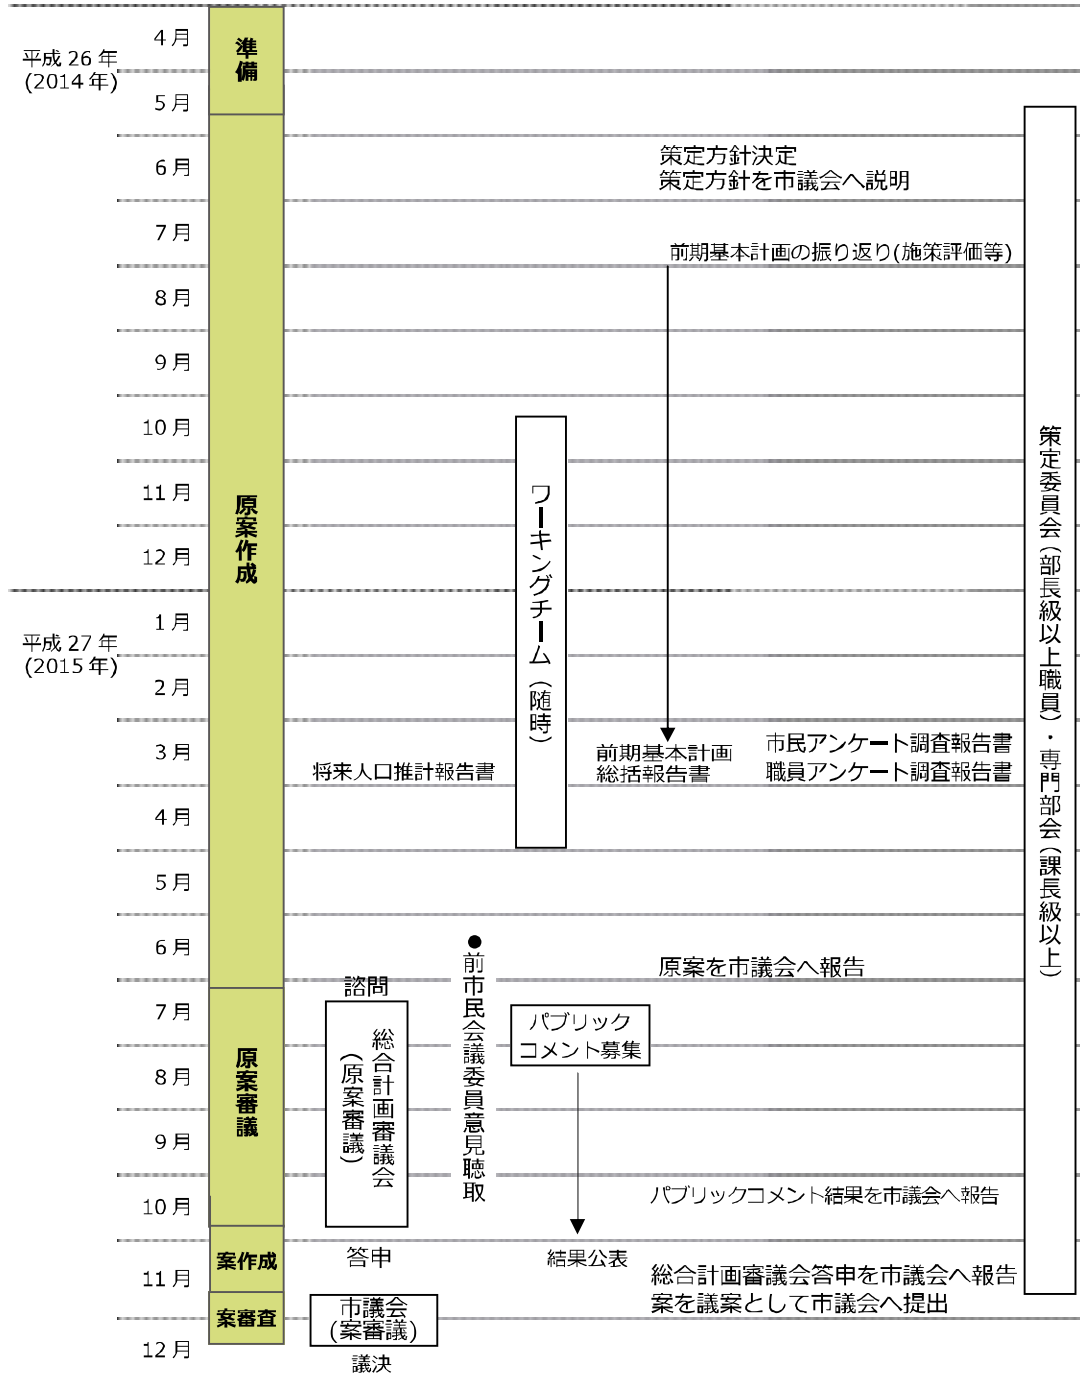 平成 26 年
(2014 年)
4 月
5 月
6 月
7 月
8 月
9 月
10 月
11 月
12 月
平成 27 年
(2015 年)
1 月
2 月
3 月
4 月
5 月
6 月
7 月
8 月
9 月
10 月
11 月
12 月
準備
原案作成
原案審議
案作成
案審査
策定方針決定
策定方針を市議会へ説明
前期基本計画の振り返り(施策評価等)
ワーキングチーム(随時)
将来人口推計報告書
前期基本計画
総括報告書
市民アンケート調査報告書
職員アンケート調査報告書
原案を市議会へ報告
諮問
総合計画審議会
(原案審議)
答申
●前市民会議委員意見聴取
パブリック
コメント募集
結果公表
パブリックコメント結果を市議会へ報告
総合計画審議会答申を市議会へ報告
案を議案として市議会へ提出
市議会
(案審議)
議決
策定委員会(部長級以上職員)・専門部会(課長級以上)